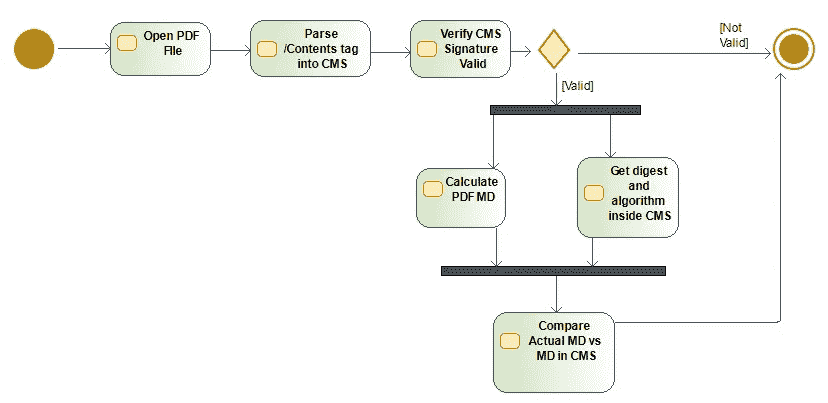 Open PDF
File
Parse
/Contents tag
into CMS
Verify CMS
Signature
Valid
[Not
Valid]
[Valid]
Calculate
PDF MD
Get digest
and
algorithm
inside CMS
Compare
Actual MD vs
MD in CMS